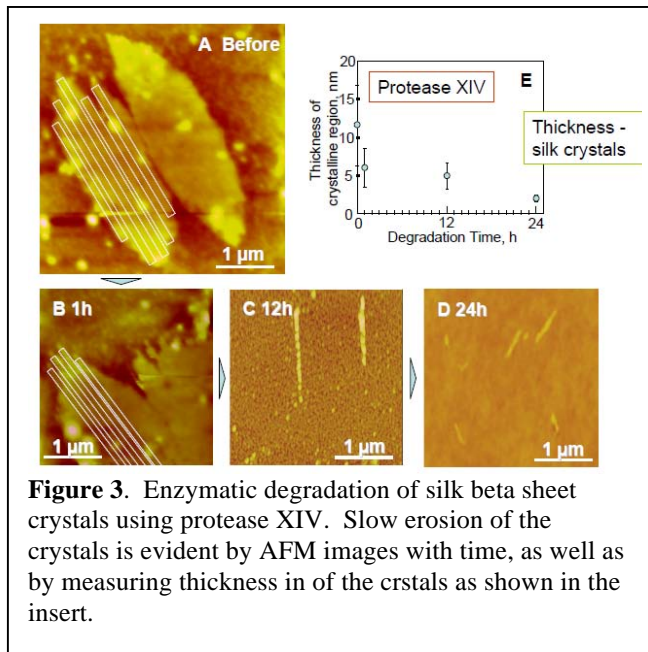 A Before
1 µm
20
15
10
5
0
Thickness of
crystalline region, nm
Protease XIV
E
Thickness -
silk crystals
0
12
24
Degradation Time, h
B 1h
1 µm
C 12h
1 µm
D 24h
1 µm
Figure 3. Enzymatic degradation of silk beta sheet
crystals using protease XIV. Slow erosion of the
crystals is evident by AFM images with time, as well as
by measuring thickness in of the crstals as shown in the
insert.